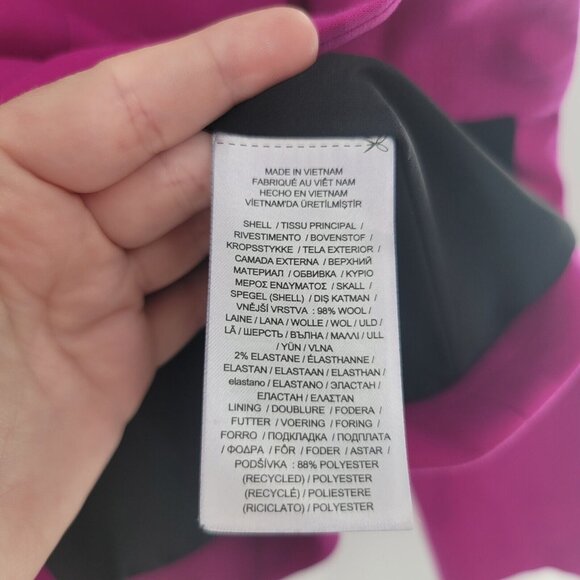 MADE IN VIETNAM
FABRIQUÉ AU VIÊT NAM
HECHO EN VIETNAM
VİETNAM'DA ÜRETİLMİŞTİR
SHELL / TISSU PRINCIPAL /
RIVESTIMENTO / BOVENSTOF /
KROPSSTYKKE / TELA EXTERIOR /
CAMADA EXTERNA / ВЕРХНИЙ
МАТЕРИАЛ / ОБВИВКА / ΚΥΡΙΟ
ΜΕΡΟΣ ΕΝΔΥΜΑΤΟΣ / SKALL /
SPEGEL (SHELL) / DIŞ KATMAN /
VNĚJŠÍ VRSTVA : 98% WOOL /
LAINE / LANA / WOLLE / WOL / ULD /
LÃ / ШЕРСТЬ / ВЪЛНА / ΜΑΛΛΙ / ULL
/ YÜN / VLNA
2% ELASTANE / ÉLASTHANNE /
ELASTAN / ELASTAAN / ELASTHAN /
elastano / ELASTANO / ЭЛАСТАН /
ЕЛАСТАН / ΕΛΑΣΤΑΝ
LINING / DOUBLURE / FODERA /
FUTTER / VOERING / FORING /
FORRO / ПОДКЛАДКА / ПОДПЛАТА
/ ΦΟΔΡΑ / FÔR / FODER / ASTAR /
PODŠÍVKA : 88% POLYESTER
(RECYCLED) / POLYESTER
(RECYCLÉ) / POLIESTERE
(RICICLATO) / POLYESTER